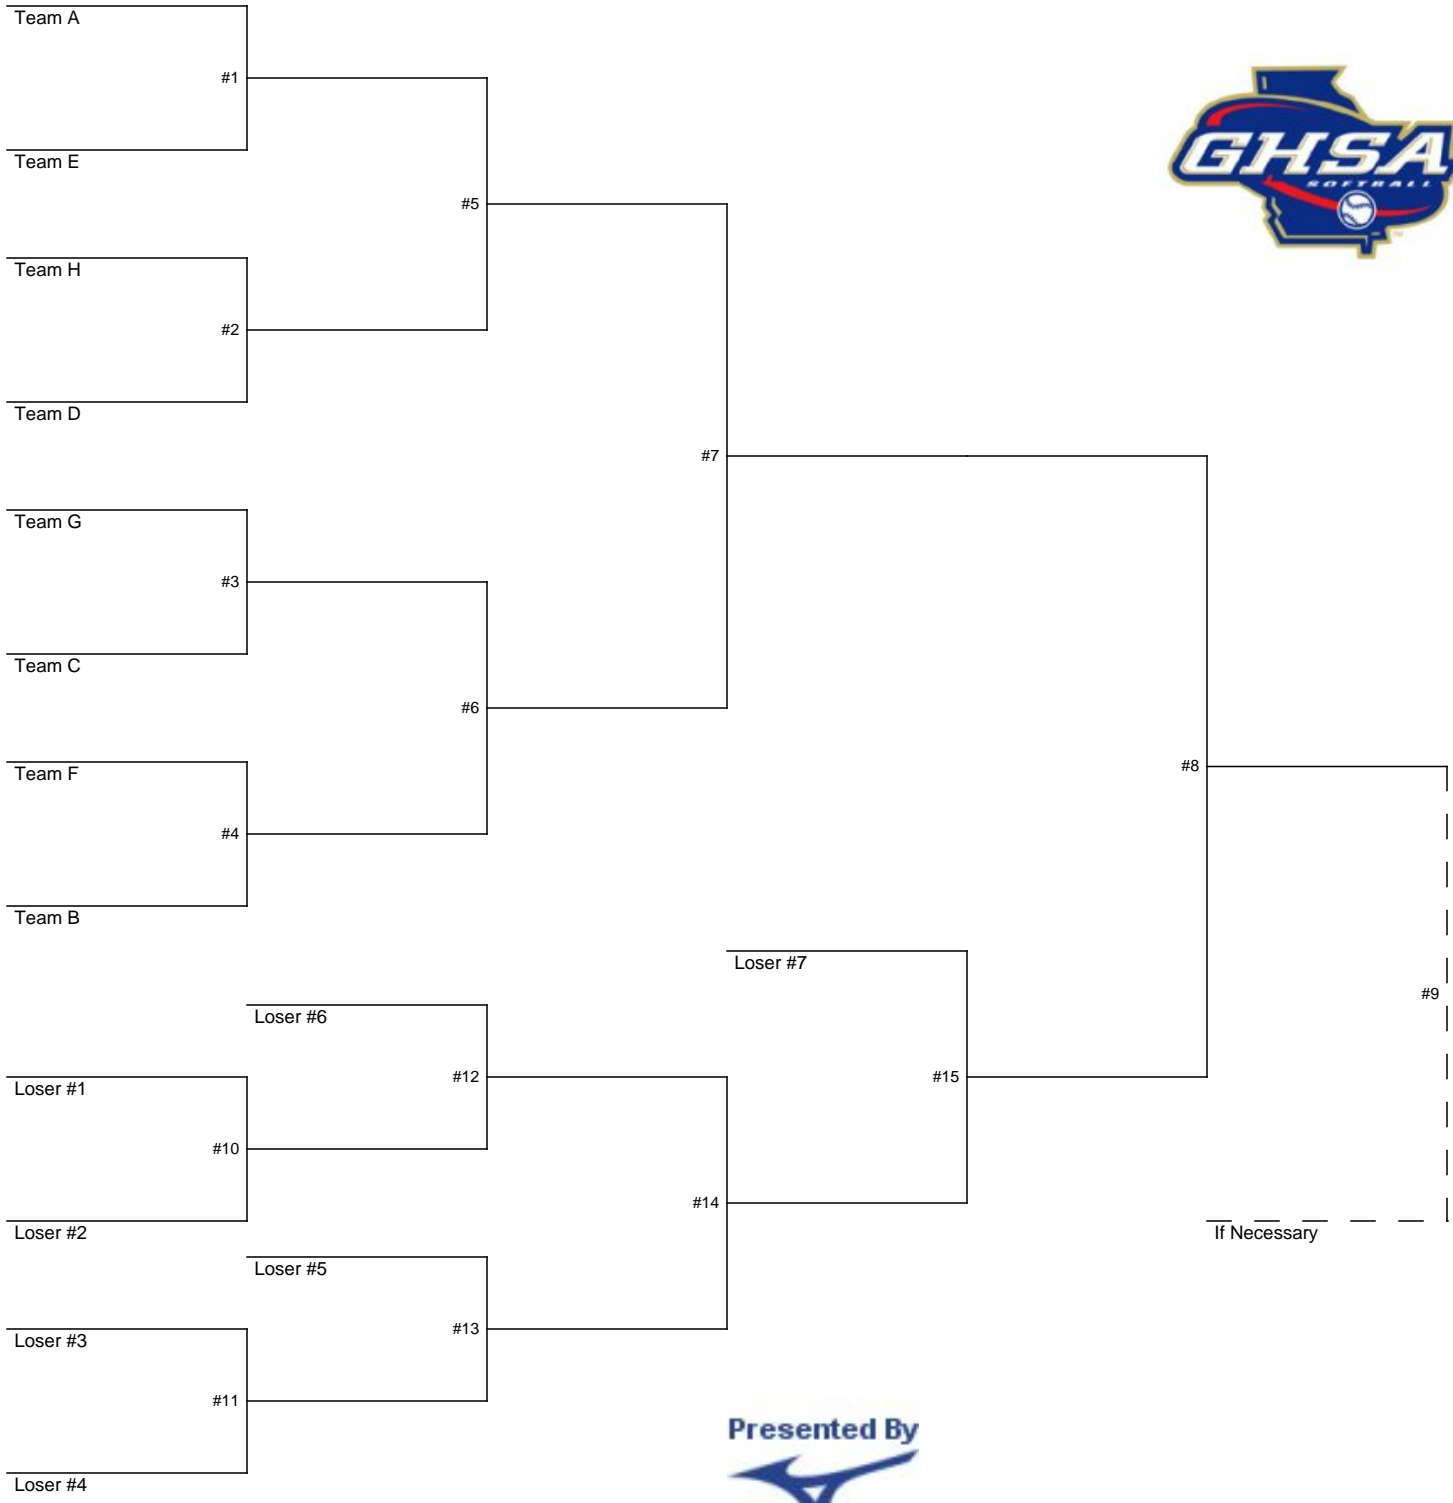 Team A
#1
Team E
#5
Team H
#2
Team D
#7
Team G
#3
Team C
#6
Team F
#4
Team B
#8
GHSA
SOFTBALL
TM
Loser #7
#9
Loser #6
#12
#15
Loser #1
#10
#14
Loser #2
If Necessary
Loser #5
#13
Loser #3
#11
Loser #4
Presented By